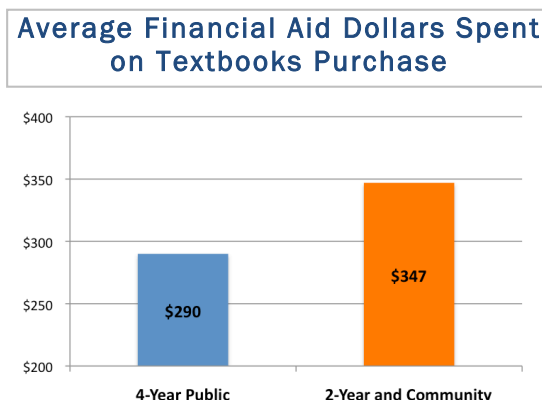 Average Financial Aid Dollars Spent
on Textbooks Purchase
$400
$350
$300
$250
$200
$290
$347
4-Year Public
2-Year and Community